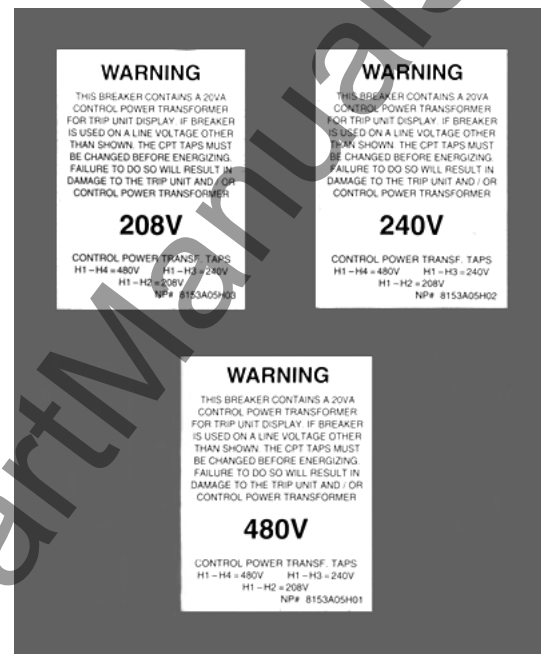 WARNING
THIS BREAKER CONTAINS A 20VA
CONTROL POWER TRANSFORMER
FOR TRIP UNIT DISPLAY. IF BREAKER
IS USED ON A LINE VOLTAGE OTHER
THAN SHOWN. THE CPT TAPS MUST
BE CHANGED BEFORE ENERGIZING.
FAILURE TO DO SO WILL RESULT IN
DAMAGE TO THE TRIP UNIT AND / OR
CONTROL POWER TRANSFORMER
208V
CONTROL POWER TRANSF. TAPS
H1-H4=480V H1-H3=240V
H1-H2=208V
NP# 8153A05H03
WARNING
THIS BREAKER CONTAINS A 20VA
CONTROL POWER TRANSFORMER
FOR TRIP UNIT DISPLAY. IF BREAKER
IS USED ON A LINE VOLTAGE OTHER
THAN SHOWN. THE CPT TAPS MUST
BE CHANGED BEFORE ENERGIZING.
FAILURE TO DO SO WILL RESULT IN
DAMAGE TO THE TRIP UNIT AND / OR
CONTROL POWER TRANSFORMER
240V
CONTROL POWER TRANSF. TAPS
H1-H4=480V H1-H3=240V
H1-H2=208V
NP# 8153A05H02
WARNING
THIS BREAKER CONTAINS A 20VA
CONTROL POWER TRANSFORMER
FOR TRIP UNIT DISPLAY. IF BREAKER
IS USED ON A LINE VOLTAGE OTHER
THAN SHOWN. THE CPT TAPS MUST
BE CHANGED BEFORE ENERGIZING.
FAILURE TO DO SO WILL RESULT IN
DAMAGE TO THE TRIP UNIT AND / OR
CONTROL POWER TRANSFORMER
480V
CONTROL POWER TRANSF. TAPS
H1-H4=480V H1-H3=240V
H1-H2=208V
NP# 8153A05H01